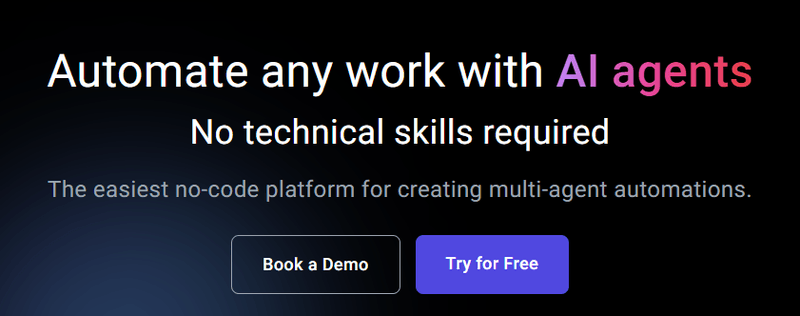 Automate any work with AI agents
No technical skills required
The easiest no-code platform for creating multi-agent automations.
Book a Demo
Try for Free